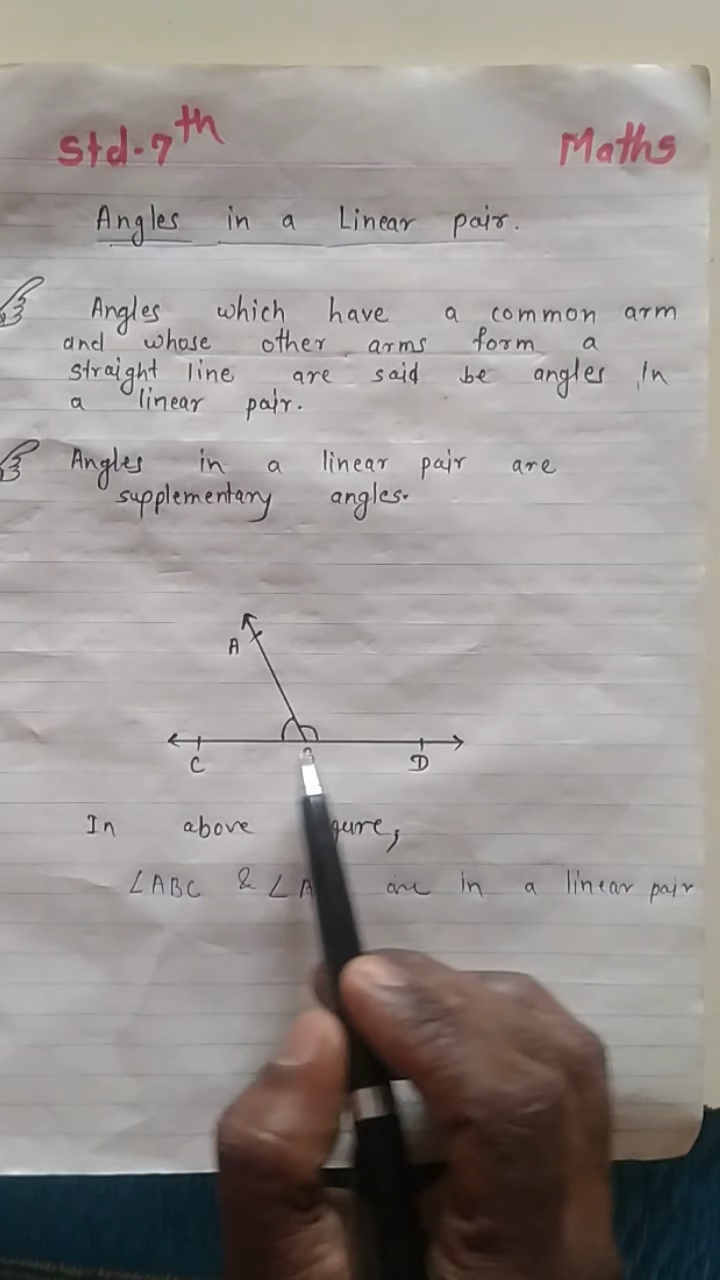 Std-7th Maths
Angles in a Linear pair.
Angles which have a common arm
and whose other arms form a
straight line are said be angles in
a linear pair.
Angles in a linear pair are
supplementary angles.
A
C D
In above
∠ABC & ∠A are in a linear pair